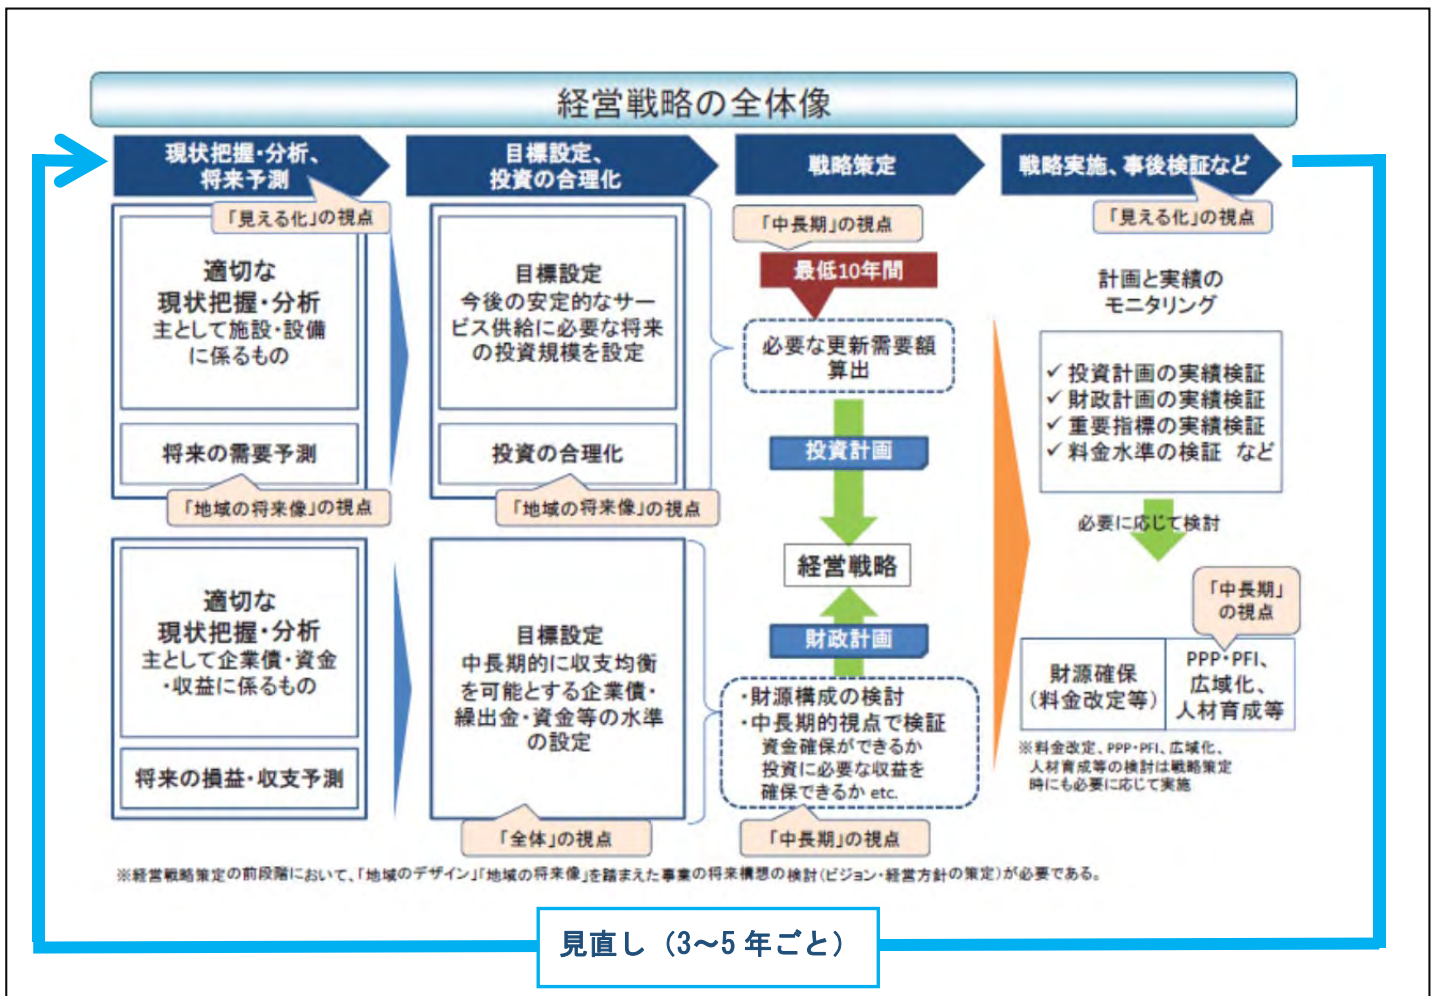 経営戦略の全体像
現状把握・分析、
将来予測
「見える化」の視点
適切な
現状把握・分析
主として施設・設備
に係るもの
将来の需要予測
「地域の将来像」の視点
適切な
現状把握・分析
主として企業債・資金
・収益に係るもの
将来の損益・収支予測
目標設定、
投資の合理化
目標設定
今後の安定的なサー
ビス供給に必要な将来
の投資規模を設定
投資の合理化
「地域の将来像」の視点
目標設定
中長期的に収支均衡
を可能とする企業債・
繰出金・資金等の水準
の設定
「全体」の視点
戦略策定
「中長期」の視点
最低10年間
必要な更新需要額
算出
投資計画
経営戦略
財政計画
・財源構成の検討
・中長期的視点で検証
資金確保ができるか
投資に必要な収益を
確保できるか etc.
「中長期」の視点
戦略実施、事後検証など
「見える化」の視点
計画と実績の
モニタリング
✓ 投資計画の実績検証
✓ 財政計画の実績検証
✓ 重要指標の実績検証
✓ 料金水準の検証 など
必要に応じて検討
「中長期」
の視点
財源確保
(料金改定等)
PPP・PFI、
広域化、
人材育成等
※料金改定、PPP・PFI、広域化、
人材育成等の検討は戦略策定
時にも必要に応じて実施
※経営戦略策定の前段階において、「地域のデザイン」「地域の将来像」を踏まえた事業の将来構想の検討(ビジョン・経営方針の策定)が必要である。
見直し（3～5年ごと）